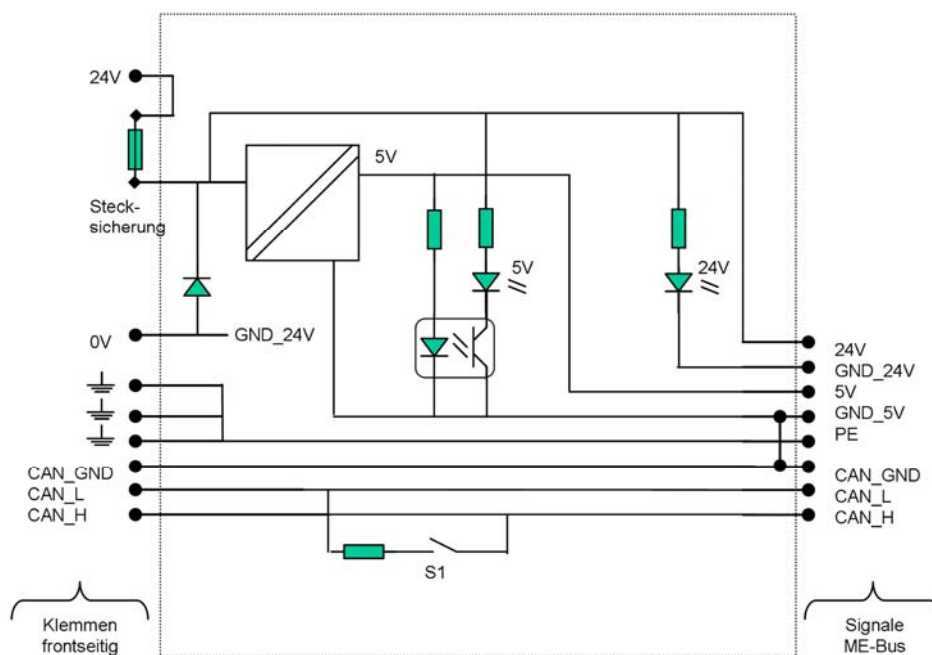 24V
Steck-
sicherung
0V
GND_24V
5V
5V
24V
CAN_GND
CAN_L
CAN_H
S1
24V
GND_24V
5V
GND_5V
PE
CAN_GND
CAN_L
CAN_H
Klemmen
frontseitig
Signale
ME-Bus